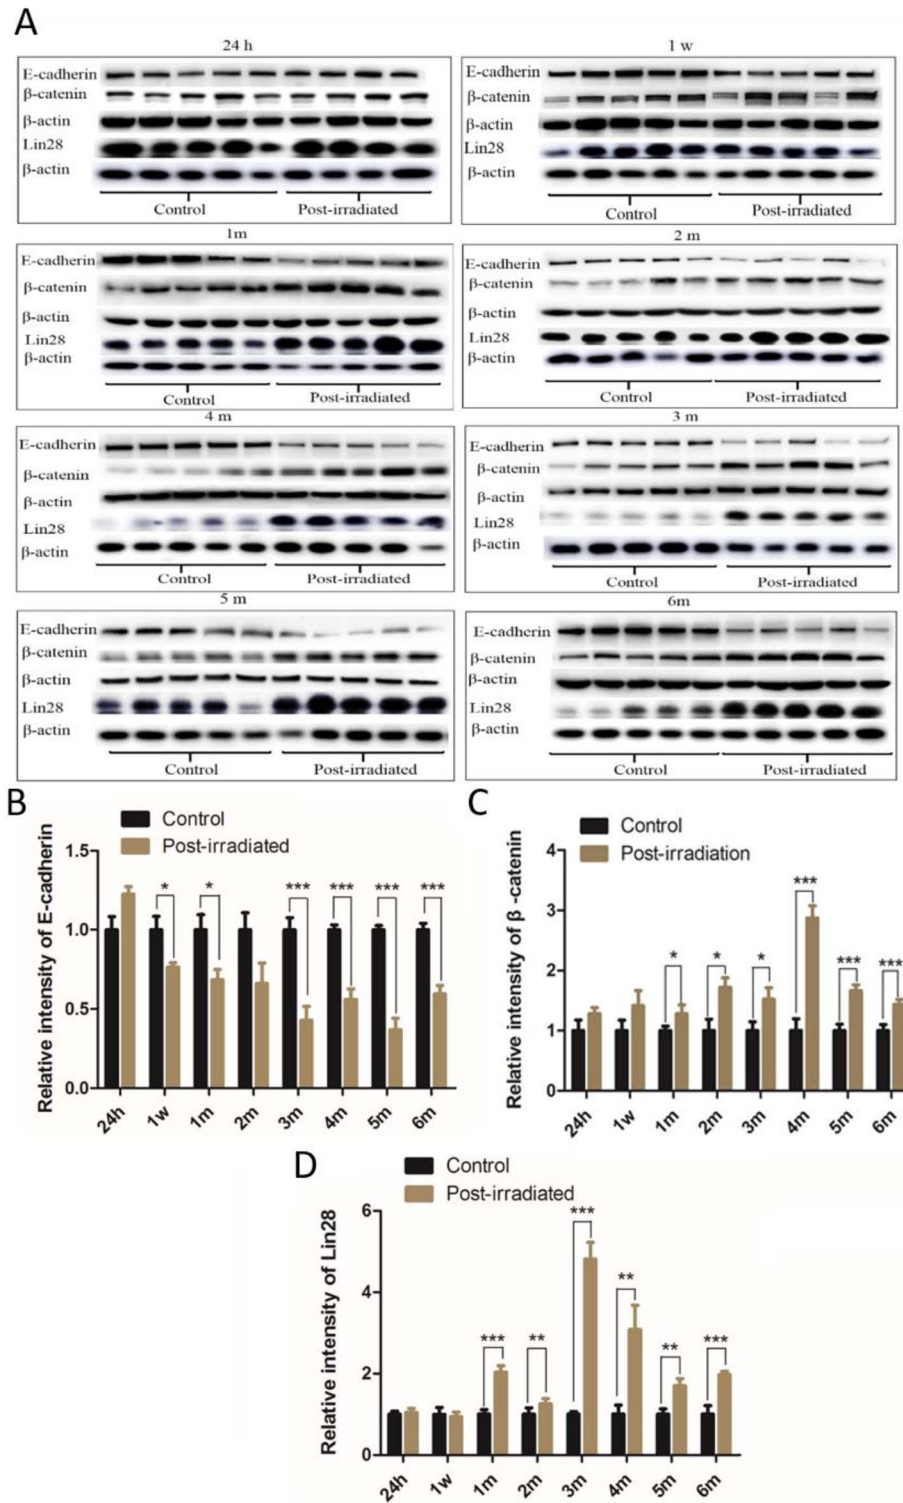 A
24 h
E-cadherin
β-catenin
β-actin
Lin28
β-actin
Control Post-irradiated
1 w
E-cadherin
β-catenin
β-actin
Lin28
β-actin
Control Post-irradiated
1m
E-cadherin
β-catenin
β-actin
Lin28
β-actin
Control Post-irradiated
2 m
E-cadherin
β-catenin
β-actin
Lin28
β-actin
Control Post-irradiated
4 m
E-cadherin
β-catenin
β-actin
Lin28
β-actin
Control Post-irradiated
3 m
E-cadherin
β-catenin
β-actin
Lin28
β-actin
Control Post-irradiated
5 m
E-cadherin
β-catenin
β-actin
Lin28
β-actin
Control Post-irradiated
6m
E-cadherin
β-catenin
β-actin
Lin28
β-actin
Control Post-irradiated
B
Control
Post-irradiated
Relative intensity of E-cadherin
1.5
1.0
0.5
0.0
* * *** *** *** ***
24h 1w 1m 2m 3m 4m 5m 6m
C
Control
Post-irradiation
Relative intensity of β -catenin
4
3
2
1
0
* * * *** *** ***
24h 1w 1m 2m 3m 4m 5m 6m
D
Control
Post-irradiated
Relative intensity of Lin28
6
4
2
0
*** ** *** ** ** ***
24h 1w 1m 2m 3m 4m 5m 6m